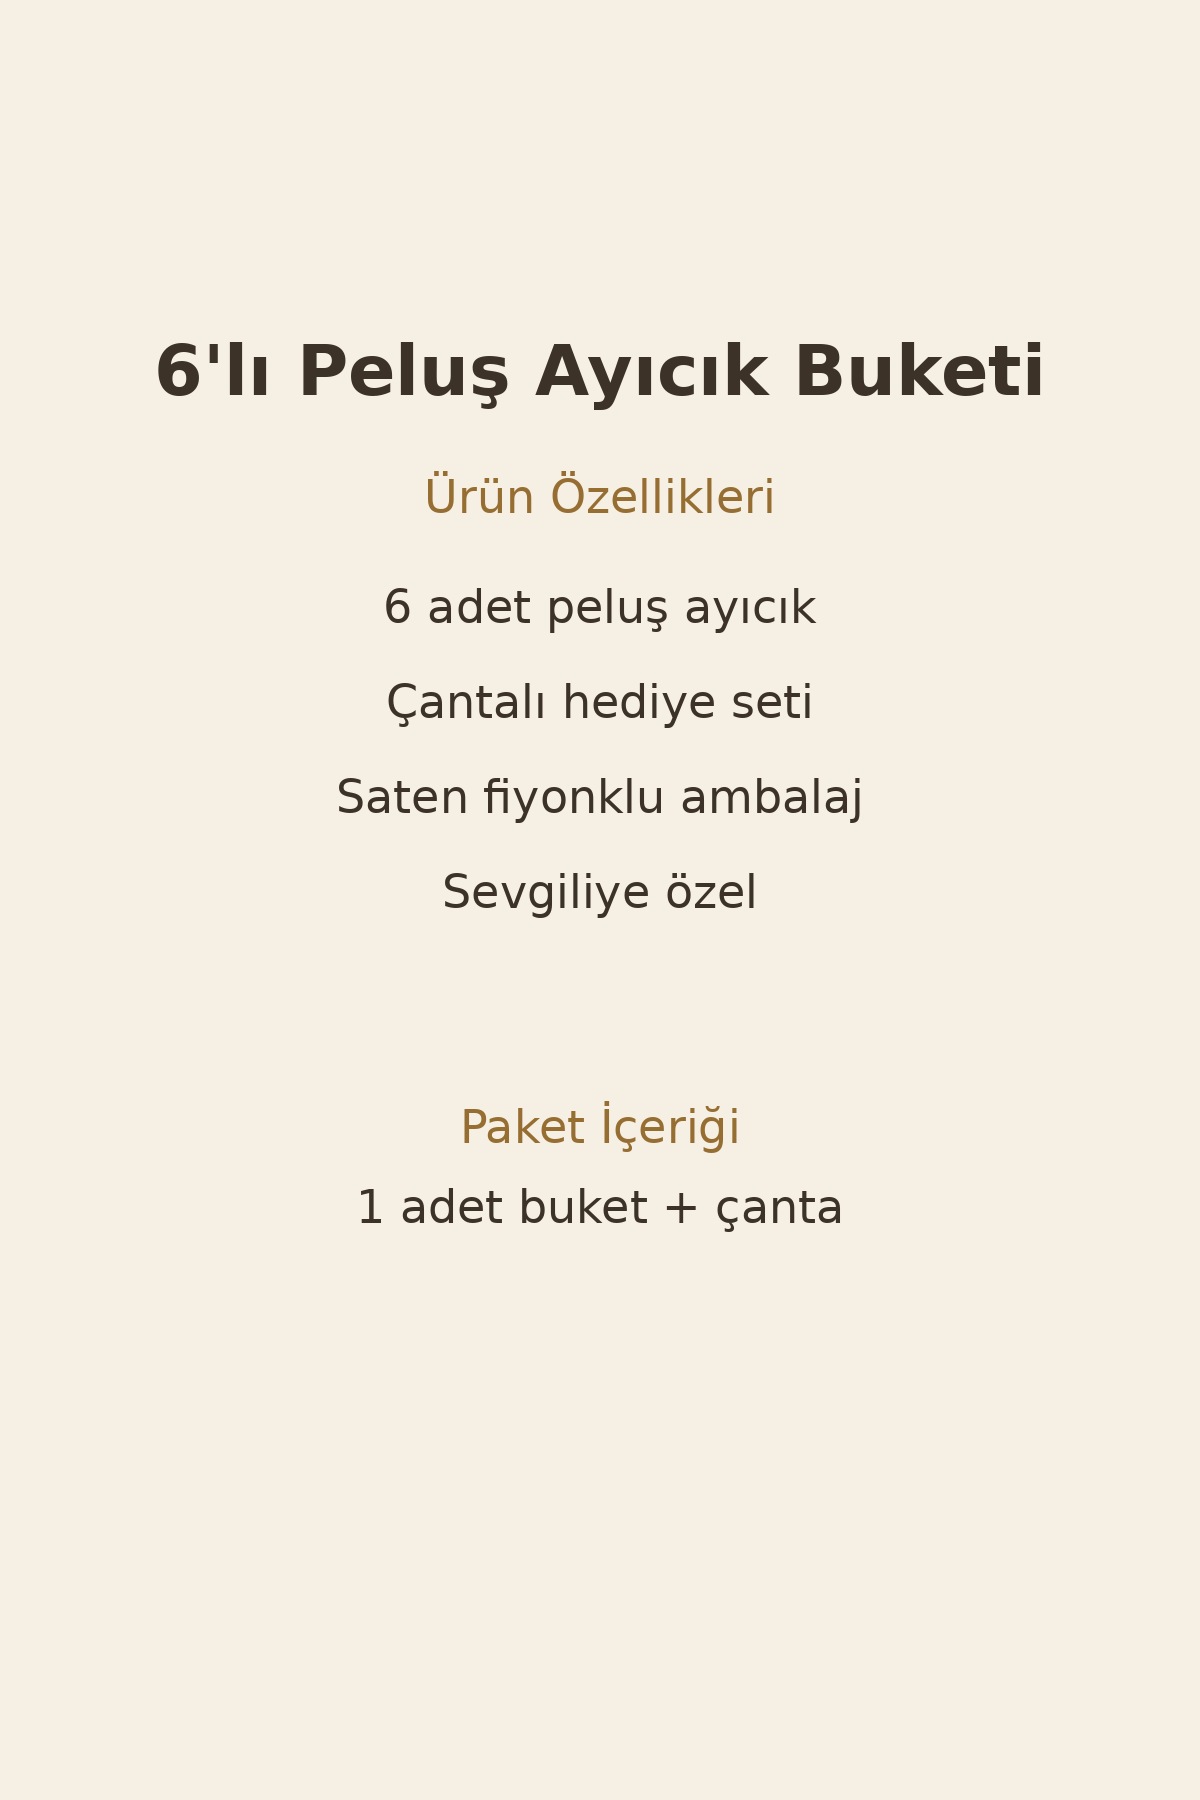 6'lı Peluş Ayıcık Buketi
Ürün Özellikleri
6 adet peluş ayıcık
Çantalı hediye seti
Saten fiyonklu ambalaj
Sevgiliye özel
Paket İçeriği
1 adet buket + çanta